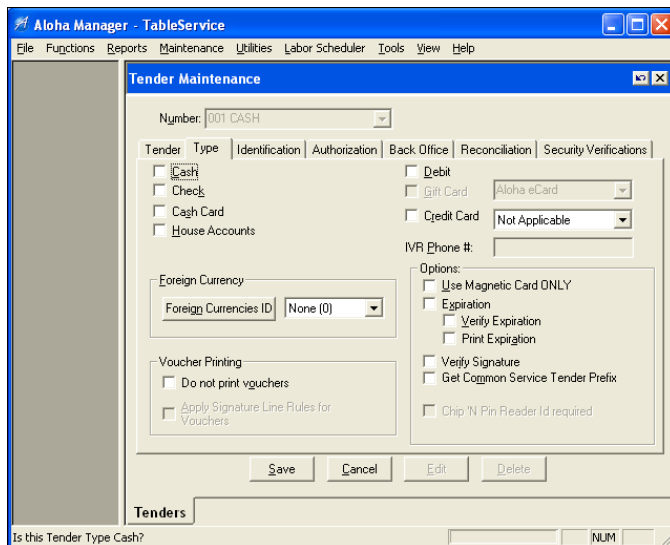 Aloha Manager - TableService
File Functions Reports Maintenance Utilities Labor Scheduler Tools View Help
Tender Maintenance
Number: 001 CASH
Tender Type Identification Authorization Back Office Reconciliation Security Verifications
Cash
Check
Cash Card
House Accounts
Debit
Gift Card Aloha eCard
Credit Card Not Applicable
IVR Phone #:
Foreign Currency
Foreign Currencies ID None (0)
Voucher Printing
Do not print vouchers
Apply Signature Line Rules for
Vouchers
Options:
Use Magnetic Card ONLY
Expiration
Verify Expiration
Print Expiration
Verify Signature
Get Common Service Tender Prefix
Chip 'N Pin Reader Id required
Save Cancel Edit Delete
Tenders
Is this Tender Type Cash? NUM